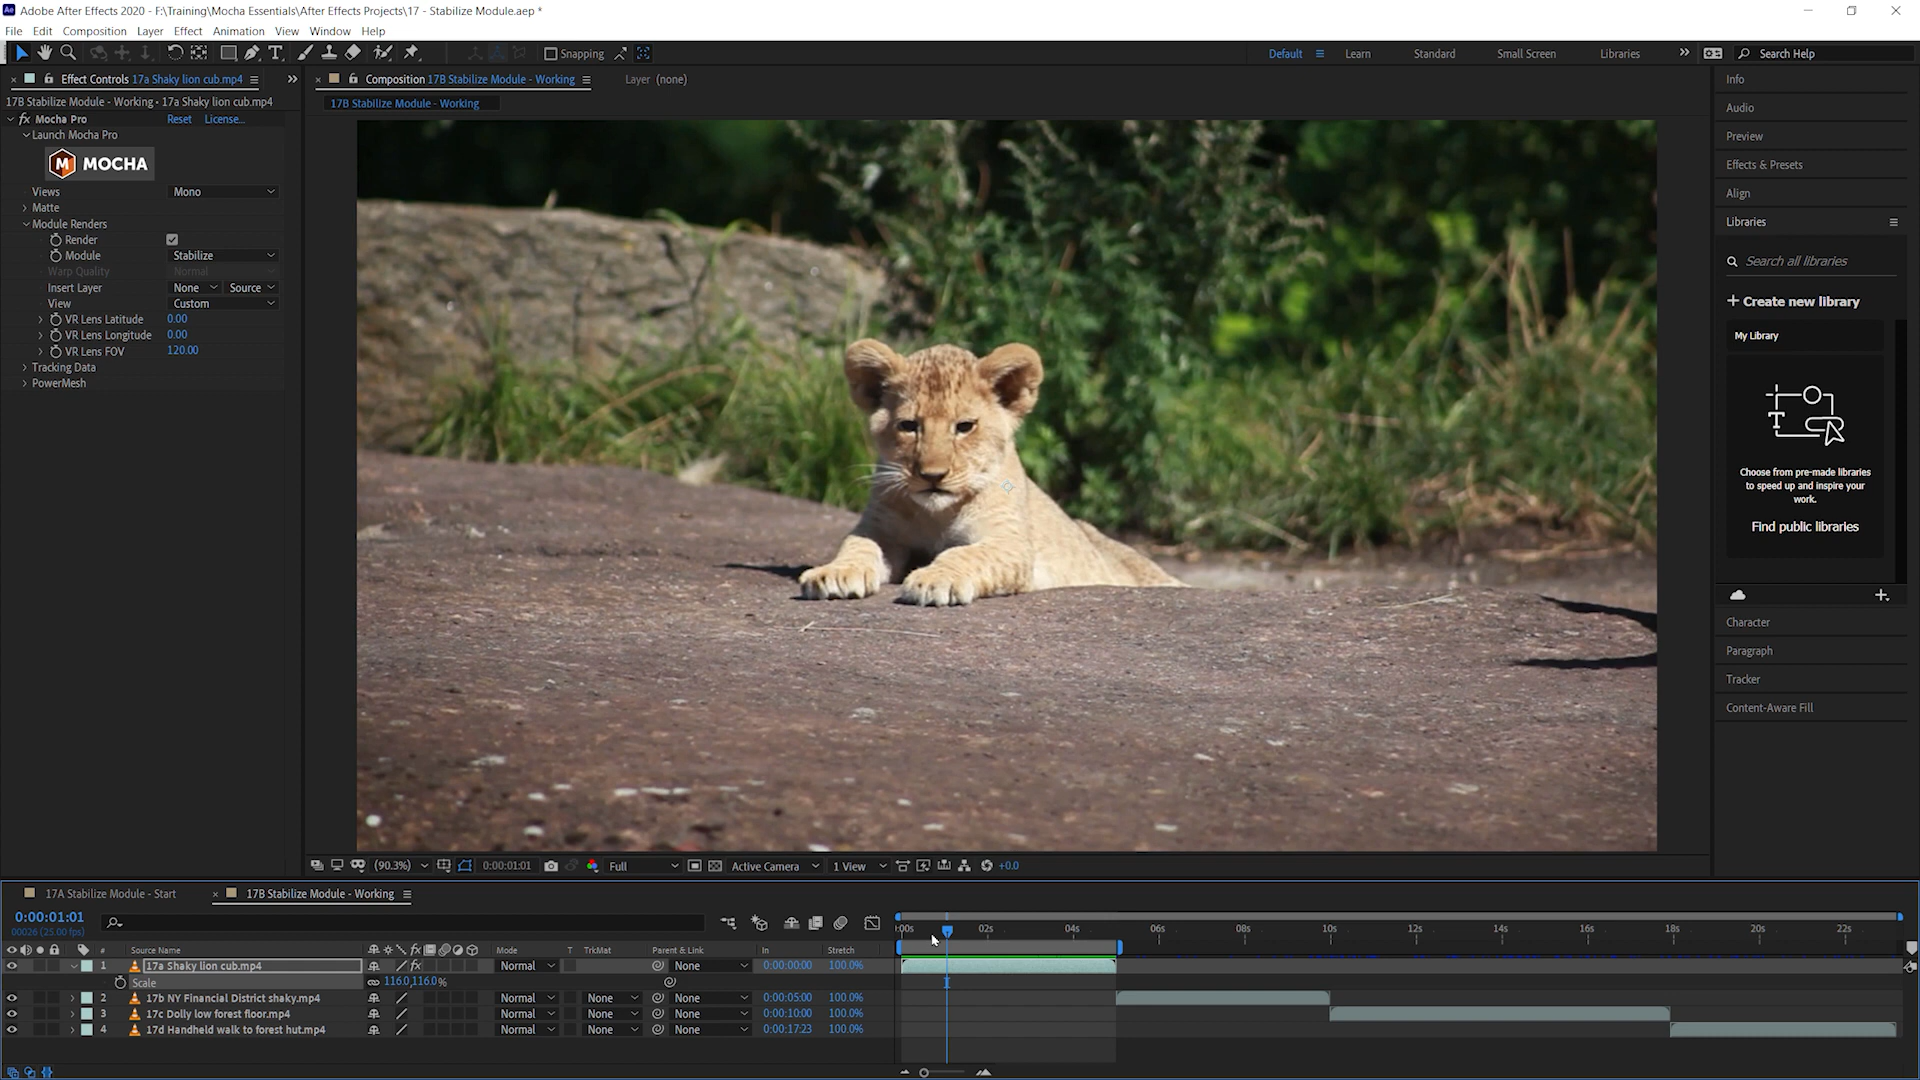 Adobe After Effects 2020 - F:\Training\Mocha Essentials\After Effects Projects\17 - Stabilize Module.aep *
File Edit Composition Layer Effect Animation View Window Help
Snapping Default Learn Standard Small Screen Libraries Search Help
Effect Controls 17a Shaky lion cub.mp4
Composition 17B Stabilize Module - Working
Layer (none)
17B Stabilize Module - Working • 17a Shaky lion cub.mp4
17B Stabilize Module - Working
fx Mocha Pro Reset License...
Launch Mocha Pro
M MOCHA
Views Mono
Matte
Module Renders
Render
Module Stabilize
Warp Quality Normal
Insert Layer None Source
View Custom
VR Lens Latitude 0.00
VR Lens Longitude 0.00
VR Lens FOV 120.00
Tracking Data
PowerMesh
Info
Audio
Preview
Effects & Presets
Align
Libraries
Search all libraries
+ Create new library
My Library
Choose from pre-made libraries
to speed up and inspire your
work.
Find public libraries
Character
Paragraph
Tracker
Content-Aware Fill
(90.3%) 0:00:01:01 Full Active Camera 1 View +0.0
17A Stabilize Module - Start
17B Stabilize Module - Working
0:00:01:01
00026 (25.00 fps)
:00s 02s 04s 06s 08s 10s 12s 14s 16s 18s 20s 22s
# Source Name fx Mode T TrkMat Parent & Link In Stretch
1 17a Shaky lion cub.mp4 fx Normal None 0:00:00:00 100.0%
Scale 116.0,116.0%
2 17b NY Financial District shaky.mp4 Normal None None 0:00:05:00 100.0%
3 17c Dolly low forest floor.mp4 Normal None None 0:00:10:00 100.0%
4 17d Handheld walk to forest hut.mp4 Normal None None 0:00:17:23 100.0%